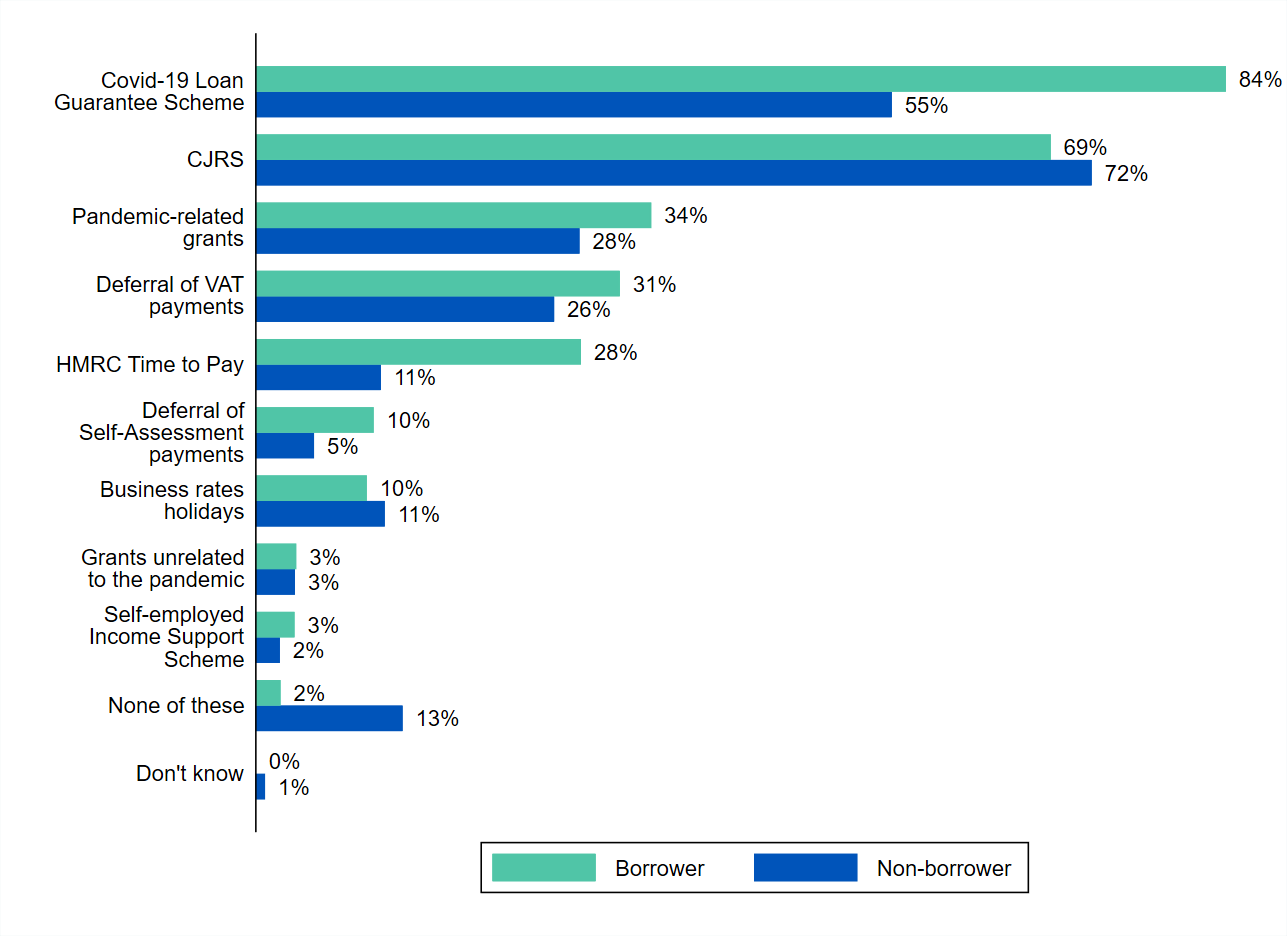 Covid-19 Loan
Guarantee Scheme
84%
55%
CJRS
69%
72%
Pandemic-related
grants
34%
28%
Deferral of VAT
payments
31%
26%
HMRC Time to Pay
28%
11%
Deferral of
Self-Assessment
payments
10%
5%
Business rates
holidays
10%
11%
Grants unrelated
to the pandemic
3%
3%
Self-employed
Income Support
Scheme
3%
2%
None of these
2%
13%
Don't know
0%
1%
Borrower
Non-borrower